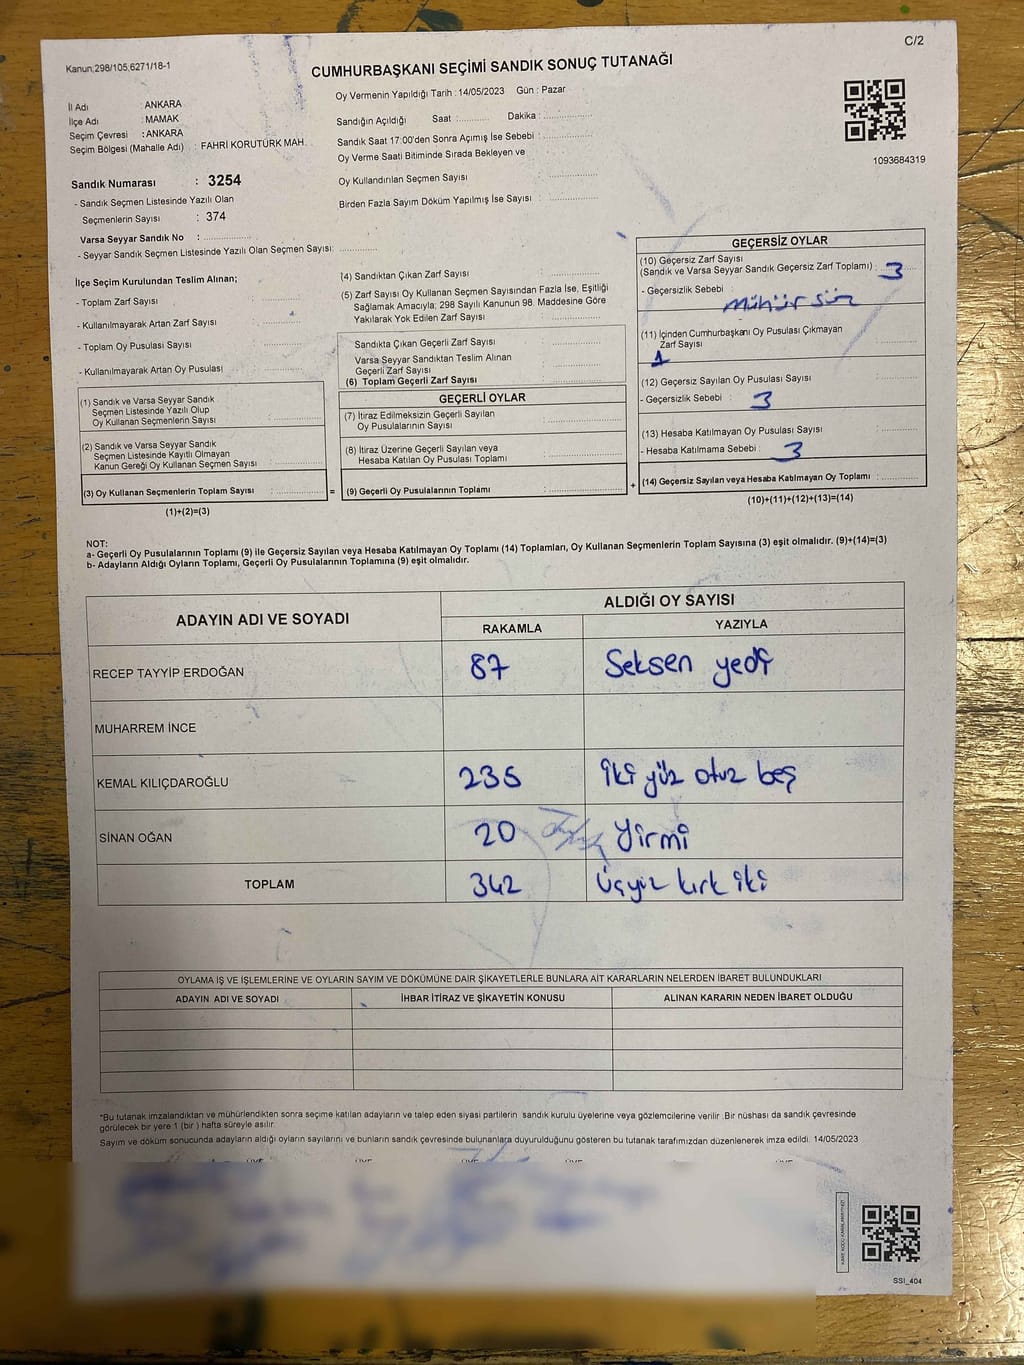 C/2
Kanun:298/105,6271/18-1
CUMHURBAŞKANI SEÇİMİ SANDIK SONUÇ TUTANAĞI
İl Adı : ANKARA
İlçe Adı : MAMAK
Seçim Çevresi : ANKARA
Seçim Bölgesi (Mahalle Adı) : FAHRİ KORUTÜRK MAH.
Sandık Numarası : 3254
- Sandık Seçmen Listesinde Yazılı Olan
Seçmenlerin Sayısı : 374
Varsa Seyyar Sandık No :
- Seyyar Sandık Seçmen Listesinde Yazılı Olan Seçmen Sayısı:
Oy Vermenin Yapıldığı Tarih : 14/05/2023 Gün : Pazar
Sandığın Açıldığı Saat : Dakika :
Sandık Saat 17:00'den Sonra Açımış İse Sebebi :
Oy Verme Saati Bitiminde Sırada Bekleyen ve
Oy Kullandırılan Seçmen Sayısı
Birden Fazla Sayım Döküm Yapılmış İse Sayısı :
1093684319
İlçe Seçim Kurulundan Teslim Alınan;
- Toplam Zarf Sayısı :
- Kullanılmayarak Artan Zarf Sayısı :
- Toplam Oy Pusulası Sayısı :
- Kullanılmayarak Artan Oy Pusulası :
(1) Sandık ve Varsa Seyyar Sandık
Seçmen Listesinde Yazılı Olup
Oy Kullanan Seçmenlerin Sayısı :
(2) Sandık ve Varsa Seyyar Sandık
Seçmen Listesinde Kayıtlı Olmayan
Kanun Gereği Oy Kullanan Seçmen Sayısı :
(3) Oy Kullanan Seçmenlerin Toplam Sayısı :
(1)+(2)=(3)
(4) Sandıktan Çıkan Zarf Sayısı :
(5) Zarf Sayısı Oy Kullanan Seçmen Sayısından Fazla İse, Eşitliği
Sağlamak Amacıyla; 298 Sayılı Kanunun 98. Maddesine Göre
Yakılarak Yok Edilen Zarf Sayısı :
Sandıkta Çıkan Geçerli Zarf Sayısı :
Varsa Seyyar Sandıktan Teslim Alınan
Geçerli Zarf Sayısı :
(6) Toplam Geçerli Zarf Sayısı :
GEÇERLİ OYLAR
(7) İtiraz Edilmeksizin Geçerli Sayılan
Oy Pusulalarının Sayısı :
(8) İtiraz Üzerine Geçerli Sayılan veya
Hesaba Katılan Oy Pusulası Toplamı :
= (9) Geçerli Oy Pusulalarının Toplamı :
GEÇERSİZ OYLAR
(10) Geçersiz Zarf Sayısı
(Sandık ve Varsa Seyyar Sandık Geçersiz Zarf Toplamı) : 3
- Geçersizlik Sebebi :
mühürsüz
(11) İçinden Cumhurbaşkanı Oy Pusulası Çıkmayan
Zarf Sayısı
1
(12) Geçersiz Sayılan Oy Pusulası Sayısı :
- Geçersizlik Sebebi : 3
(13) Hesaba Katılmayan Oy Pusulası Sayısı :
- Hesaba Katılmama Sebebi : 3
+ (14) Geçersiz Sayılan veya Hesaba Katılmayan Oy Toplamı :
(10)+(11)+(12)+(13)=(14)
NOT:
a- Geçerli Oy Pusulalarının Toplamı (9) ile Geçersiz Sayılan veya Hesaba Katılmayan Oy Toplamı (14) Toplamları, Oy Kullanan Seçmenlerin Toplam Sayısına (3) eşit olmalıdır. (9)+(14)=(3)
b- Adayların Aldığı Oyların Toplamı, Geçerli Oy Pusulalarının Toplamına (9) eşit olmalıdır.
ADAYIN ADI VE SOYADI
ALDIĞI OY SAYISI
RAKAMLA YAZIYLA
RECEP TAYYİP ERDOĞAN 87 Seksen yedi
MUHARREM İNCE
KEMAL KILIÇDAROĞLU 235 iki yüz otuz beş
SİNAN OĞAN 20 Yirmi
TOPLAM 342 Üçyüz kırk iki
OYLAMA İŞ VE İŞLEMLERİNE VE OYLARIN SAYIM VE DÖKÜMÜNE DAİR ŞİKAYETLERLE BUNLARA AİT KARARLARIN NELERDEN İBARET BULUNDUKLARI
ADAYIN ADI VE SOYADI İHBAR İTİRAZ VE ŞİKAYETİN KONUSU ALINAN KARARIN NEDEN İBARET OLDUĞU
*Bu tutanak imzalandıktan ve mühürlendikten sonra seçime katılan adayların ve talep eden siyasi partilerin sandık kurulu üyelerine veya gözlemcilerine verilir. Bir nüshası da sandık çevresinde
görülecek bir yere 1 (bir ) hafta süreyle asılır.
Sayım ve döküm sonucunda adayların aldığı oyların sayılarını ve bunların sandık çevresinde bulunanlara duyurulduğunu gösteren bu tutanak tarafımızdan düzenlenerek imza edildi. 14/05/2023
SSI_404